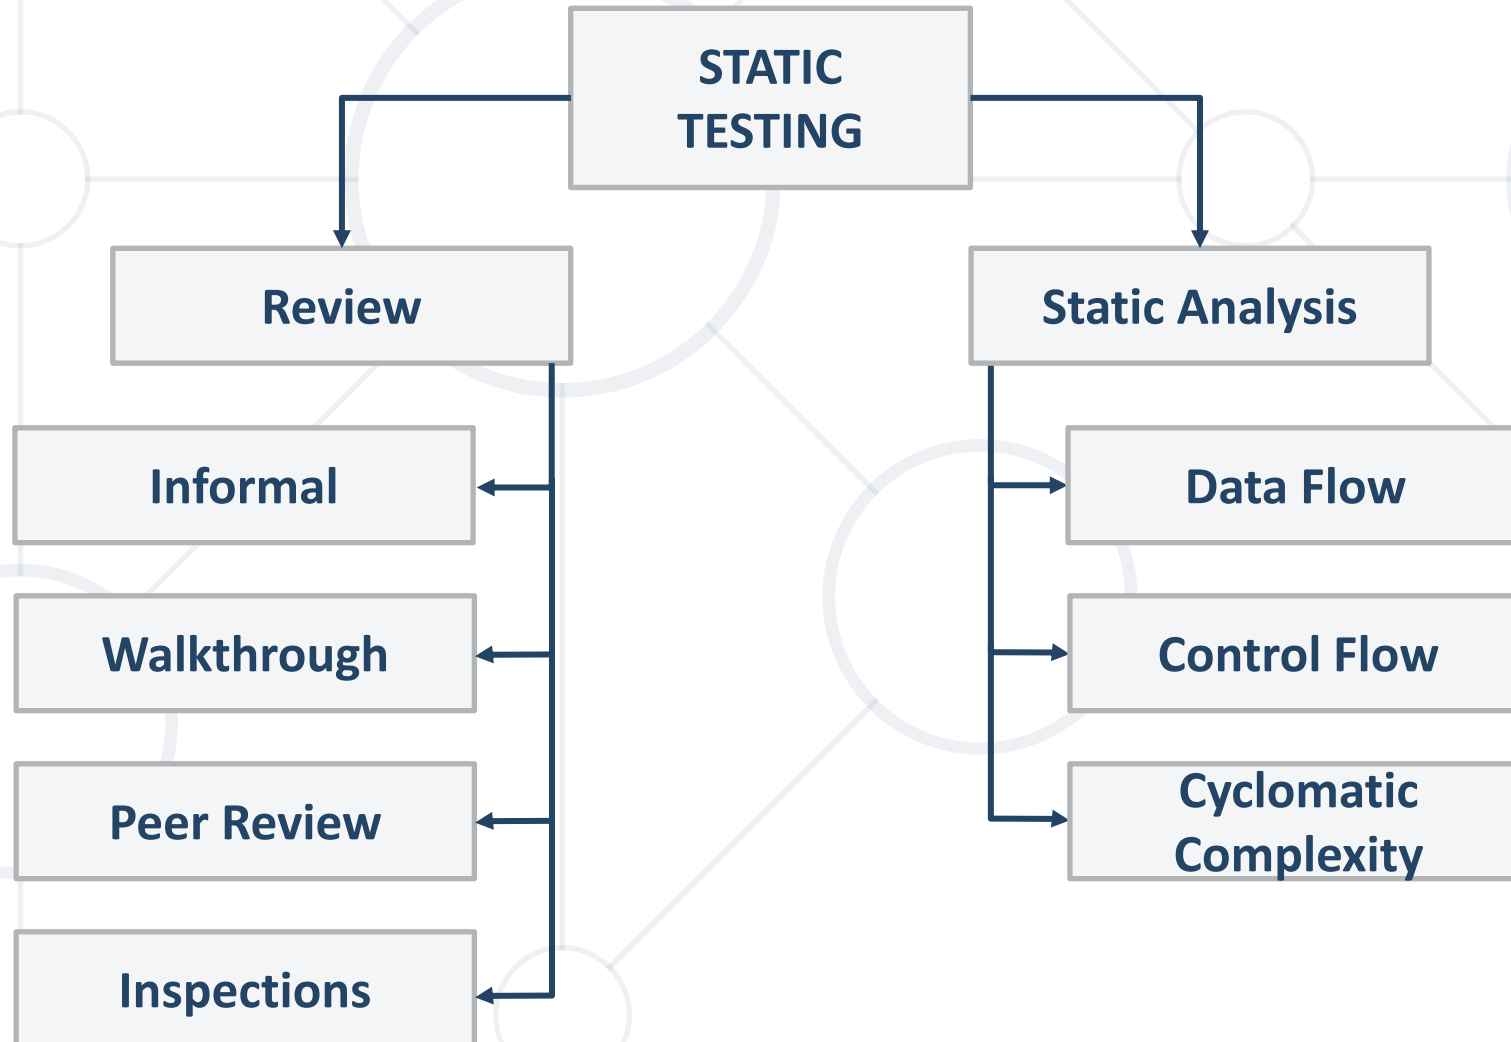 STATIC
TESTING
Review
Static Analysis
Informal
Data Flow
Walkthrough
Control Flow
Peer Review
Cyclomatic
Complexity
Inspections